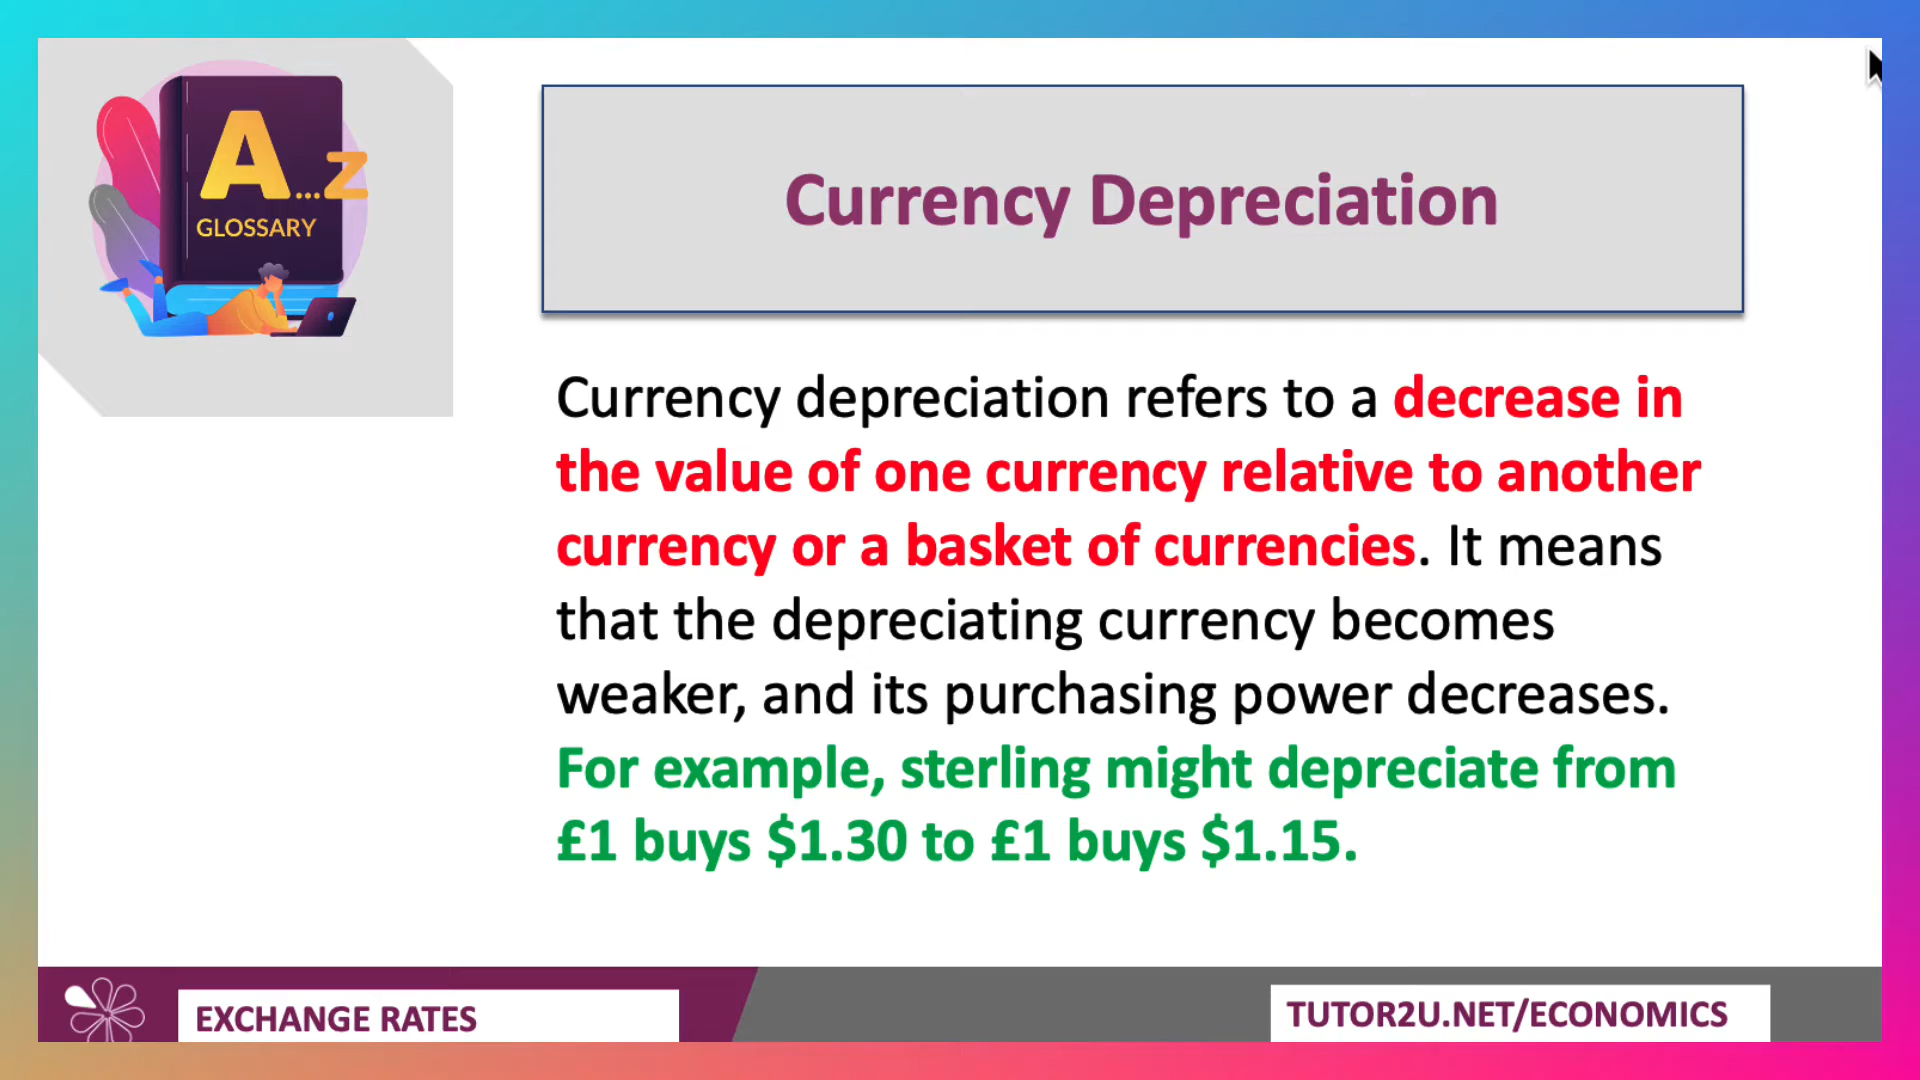 A...Z
GLOSSARY
Currency Depreciation
Currency depreciation refers to a decrease in
the value of one currency relative to another
currency or a basket of currencies. It means
that the depreciating currency becomes
weaker, and its purchasing power decreases.
For example, sterling might depreciate from
£1 buys $1.30 to £1 buys $1.15.
EXCHANGE RATES
TUTOR2U.NET/ECONOMICS